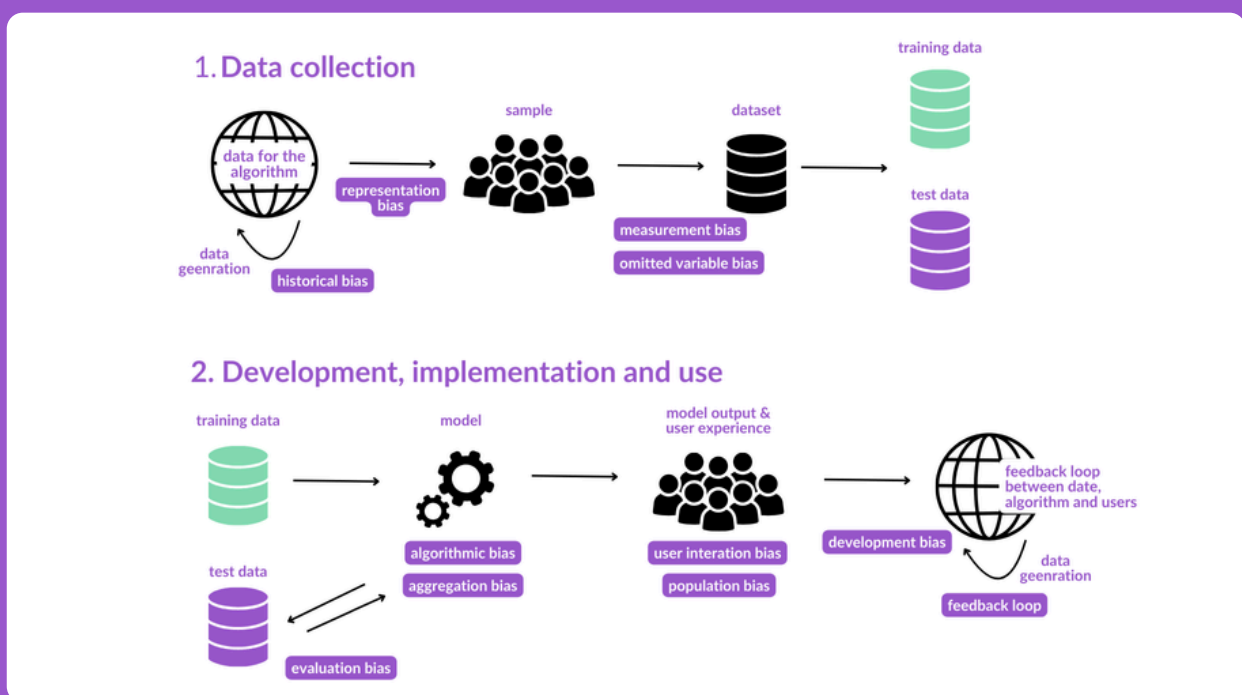 1. Data collection
training data
sample
dataset
data for the
algorithm
representation
bias
test data
measurement bias
omitted variable bias
data
geenration
historical bias
2. Development, implementation and use
training data
model
model output &
user experience
feedback loop
between date,
algorithm and users
development bias
algorithmic bias
user interation bias
data
geenration
test data
aggregation bias
population bias
feedback loop
evaluation bias